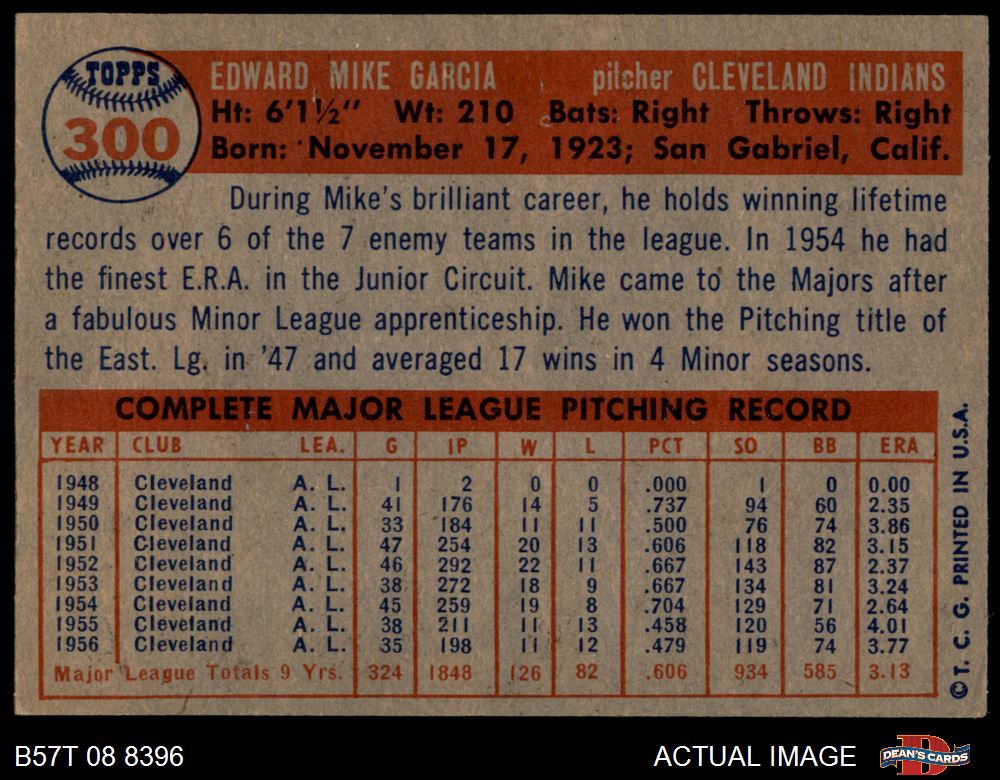 TOPPS
300
EDWARD MIKE GARCIA pitcher CLEVELAND INDIANS
Ht: 6'1½" Wt: 210 Bats: Right Throws: Right
Born: November 17, 1923; San Gabriel, Calif.
During Mike's brilliant career, he holds winning lifetime
records over 6 of the 7 enemy teams in the league. In 1954 he had
the finest E.R.A. in the Junior Circuit. Mike came to the Majors after
a fabulous Minor League apprenticeship. He won the Pitching title of
the East. Lg. in '47 and averaged 17 wins in 4 Minor seasons.
COMPLETE MAJOR LEAGUE PITCHING RECORD
YEAR CLUB LEA. G IP W L PCT SO BB ERA
1948 Cleveland A. L. 1 2 0 0 .000 1 0 0.00
1949 Cleveland A. L. 41 176 14 5 .737 94 60 2.35
1950 Cleveland A. L. 33 184 11 11 .500 76 74 3.86
1951 Cleveland A. L. 47 254 20 13 .606 118 82 3.15
1952 Cleveland A. L. 46 292 22 11 .667 143 87 2.37
1953 Cleveland A. L. 38 272 18 9 .667 134 81 3.24
1954 Cleveland A. L. 45 259 19 8 .704 129 71 2.64
1955 Cleveland A. L. 38 211 11 13 .458 120 56 4.01
1956 Cleveland A. L. 35 198 11 12 .479 119 74 3.77
Major League Totals 9 Yrs. 324 1848 126 82 .606 934 585 3.13
© T. C. G. PRINTED IN U.S.A.
B57T 08 8396
ACTUAL IMAGE
DEAN'S CARDS